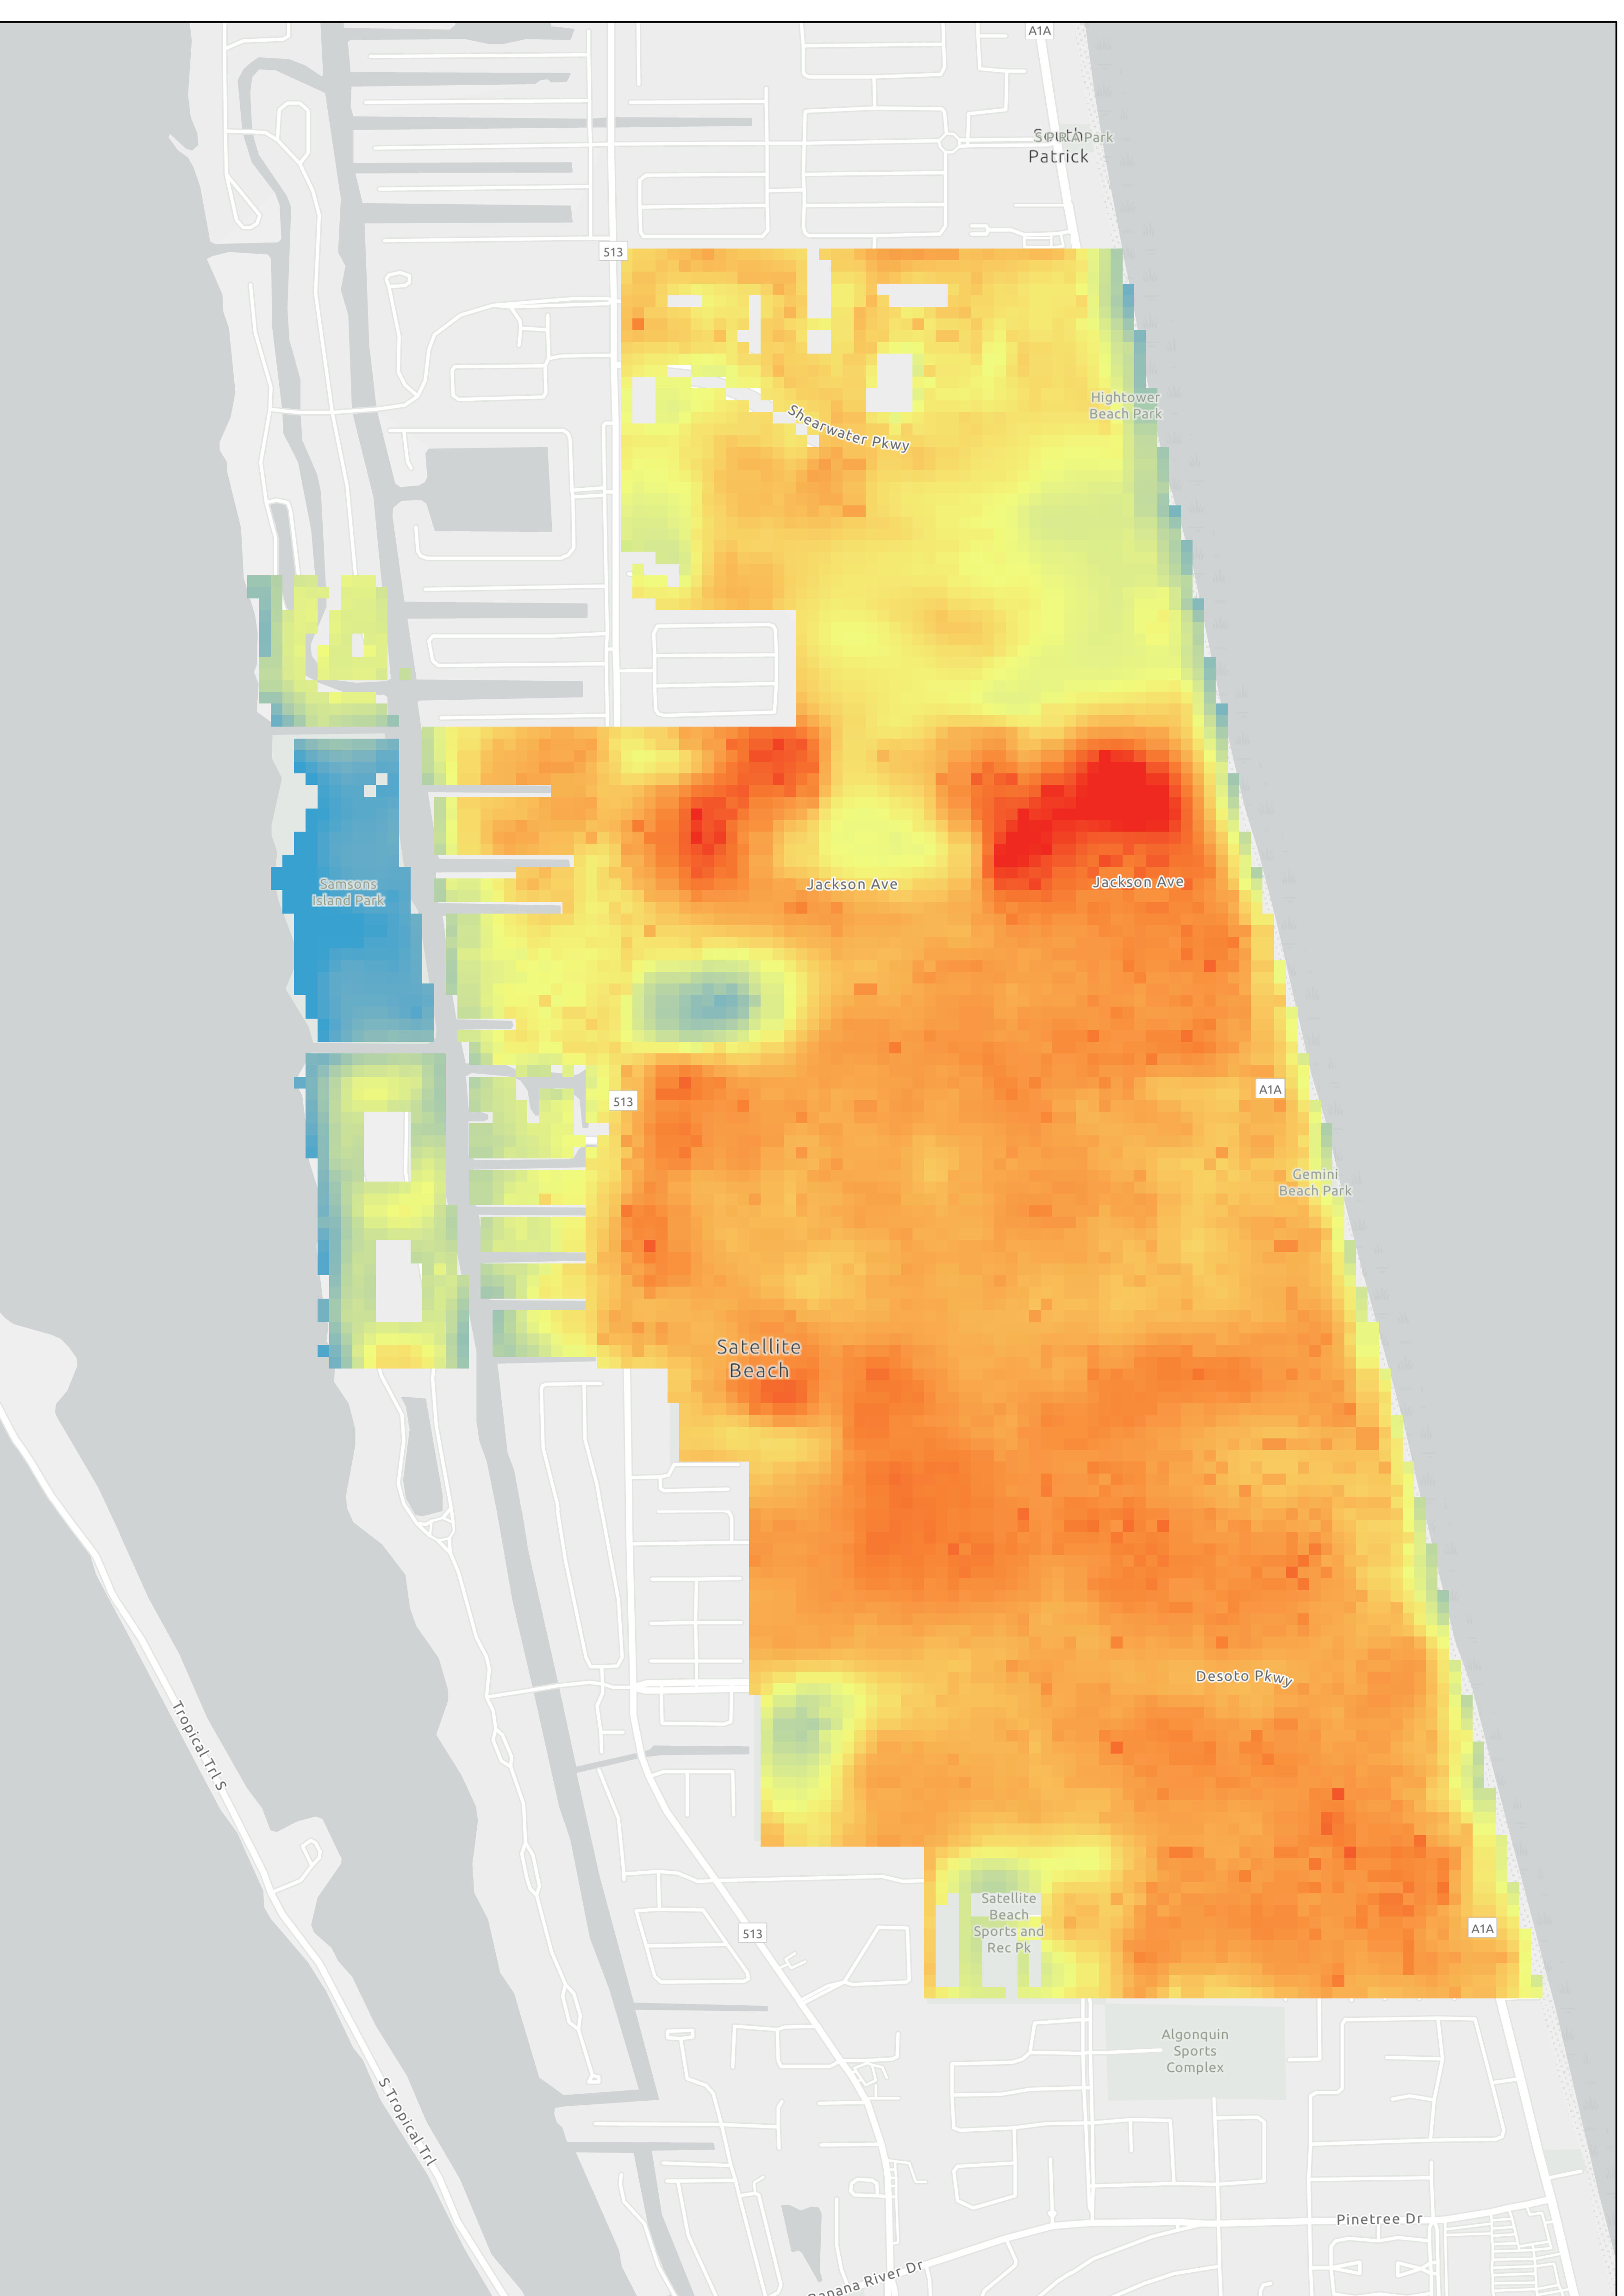 A1A
South
Park
Patrick
513
Hightower
Beach Park
Shearwater Pkwy
Samsons
Island Park
Jackson Ave
Jackson Ave
A1A
513
Gemini
Beach Park
Satellite
Beach
Desoto Pkwy
Tropical Trl S
Satellite
Beach
Sports and
Rec Pk
513
A1A
Algonquin
Sports
Complex
S Tropical Trl
Pinetree Dr
Banana River Dr